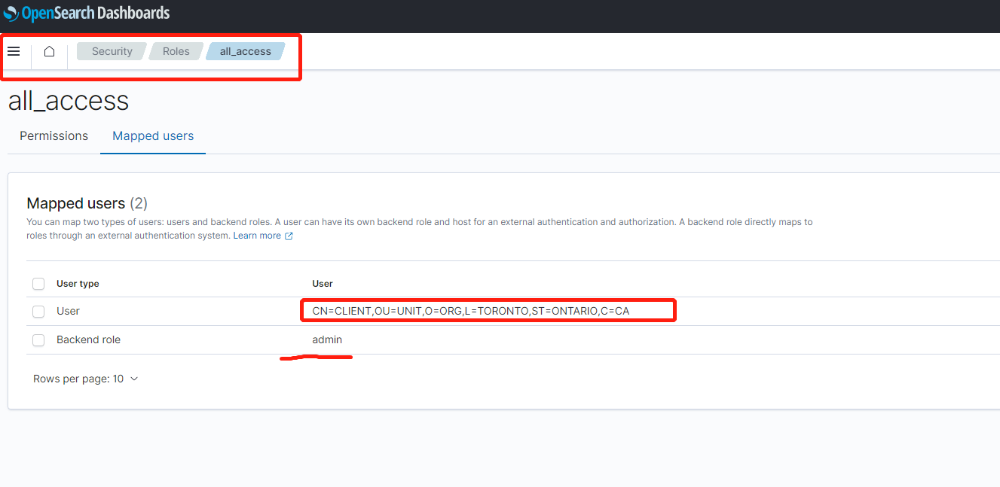 OpenSearch Dashboards
Security Roles all_access
all_access
Permissions Mapped users
Mapped users (2)
You can map two types of users: users and backend roles. A user can have its own backend role and host for an external authentication and authorization. A backend role directly maps to
roles through an external authentication system. Learn more
User type User
User CN=CLIENT,OU=UNIT,O=ORG,L=TORONTO,ST=ONTARIO,C=CA
Backend role admin
Rows per page: 10